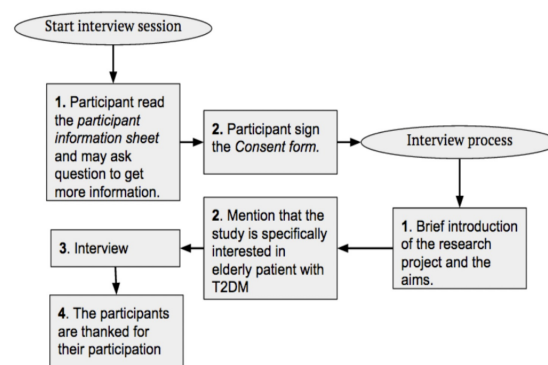 Start interview session
1. Participant read
the participant
information sheet
and may ask
question to get
more information.
2. Participant sign
the Consent form.
Interview process
1. Brief introduction
of the research
project and the
aims.
2. Mention that the
study is specifically
interested in
elderly patient with
T2DM
3. Interview
4. The participants
are thanked for
their participation